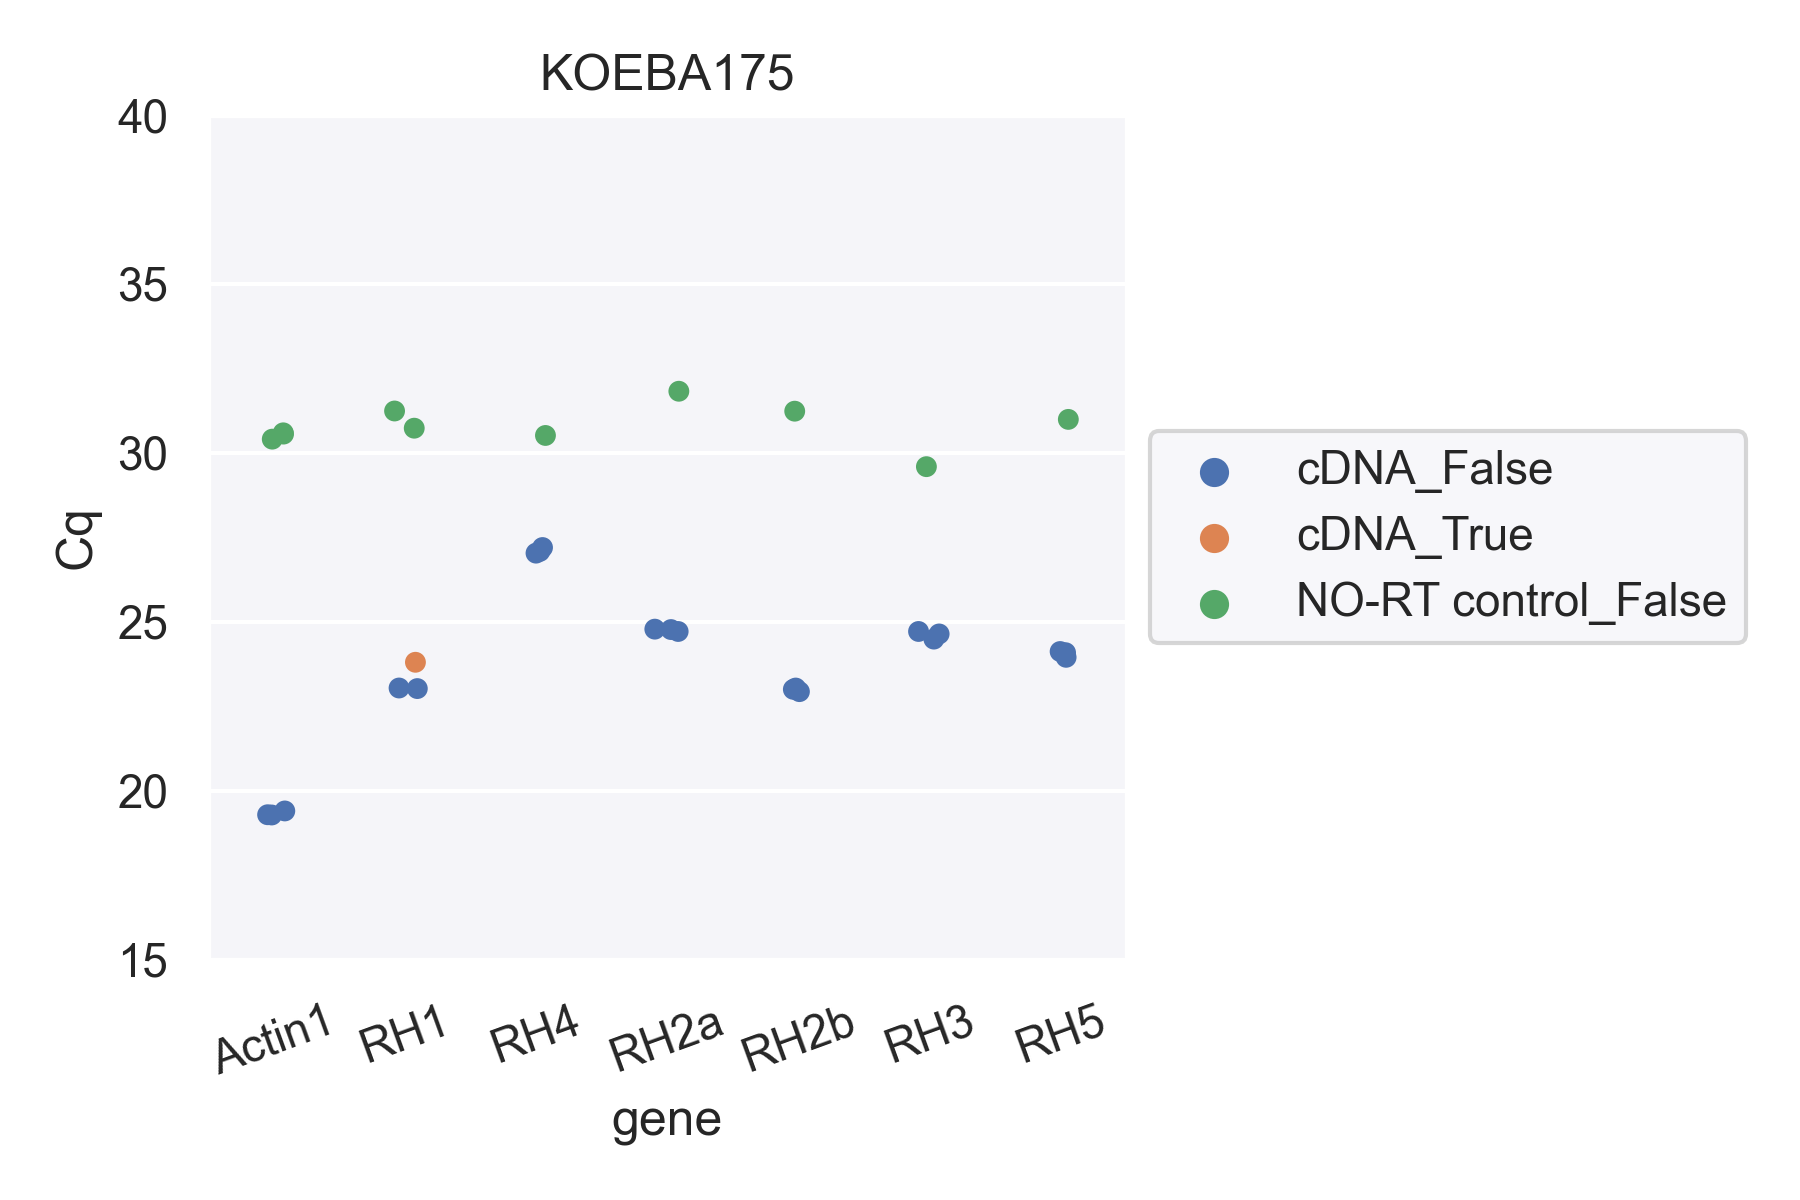 KOEBA175
40
35
30
25
20
15
Cq
Actin1
RH1
RH4
RH2a
RH2b
RH3
RH5
gene
cDNA_False
cDNA_True
NO-RT control_False